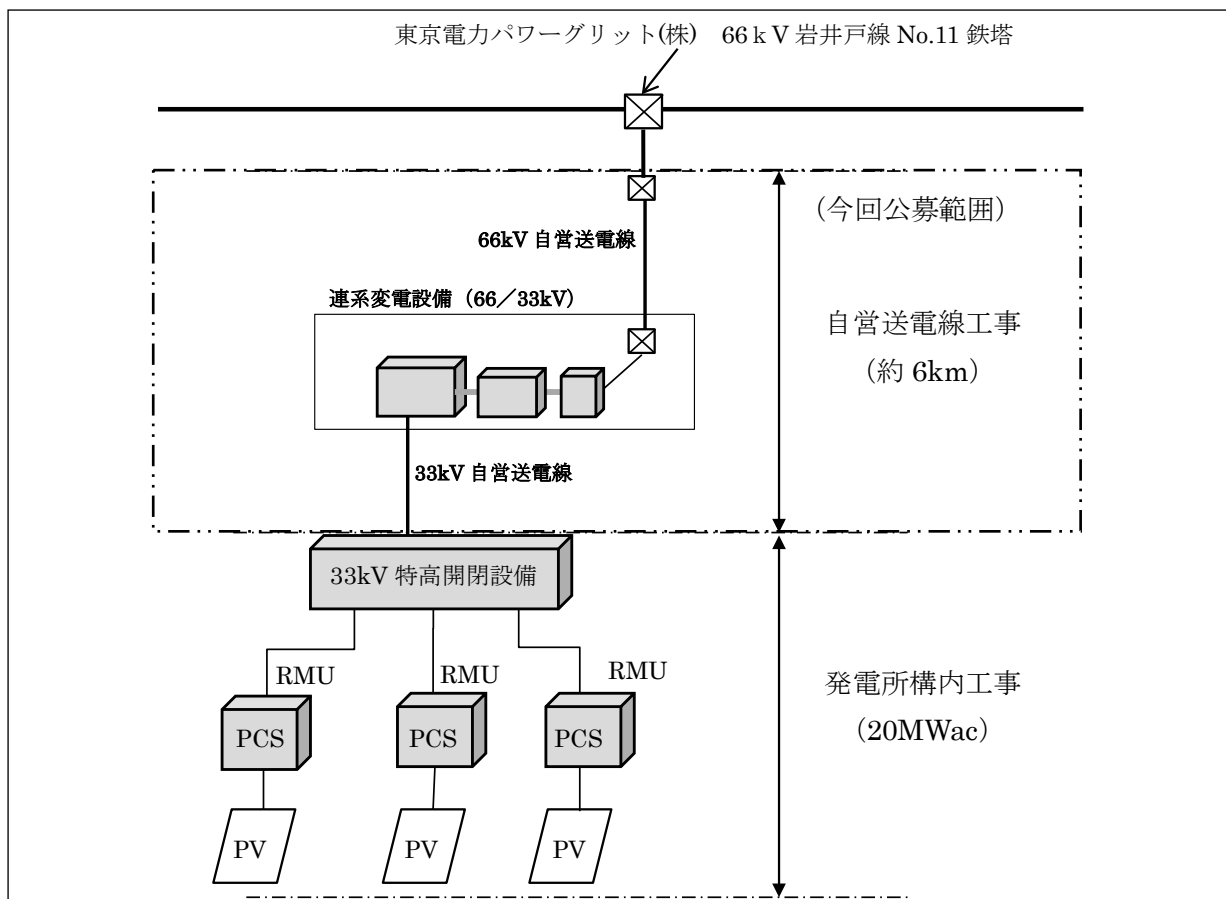 東京電力パワーグリット(株) 66ｋV 岩井戸線 No.11 鉄塔
(今回公募範囲)
66kV 自営送電線
連系変電設備（66／33kV）
自営送電線工事
(約 6km)
33kV 自営送電線
33kV 特高開閉設備
RMU
RMU
RMU
発電所構内工事
(20MWac)
PCS
PCS
PCS
PV
PV
PV